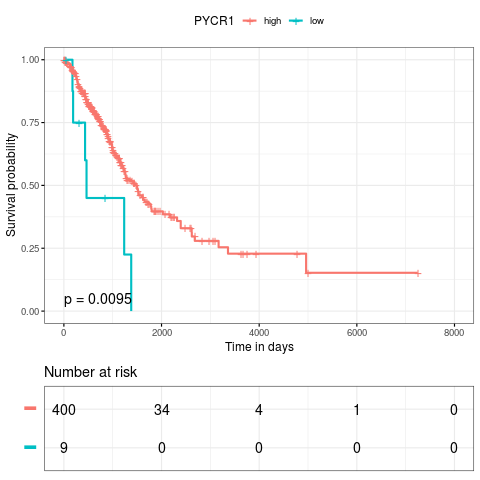 PYCR1 high low
1.00
0.75
0.50
0.25
0.00
Survival probability
p = 0.0095
0 2000 4000 6000 8000
Time in days
Number at risk
400 34 4 1 0
9 0 0 0 0